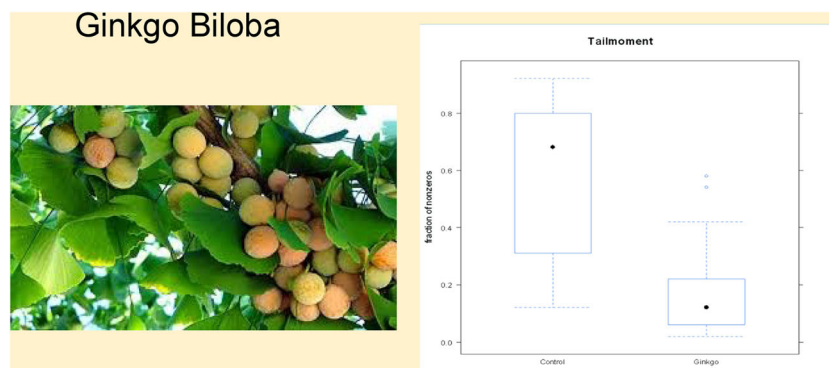 Ginkgo Biloba
Tailmoment
fraction of nonzeros
0.8
0.6
0.4
0.2
0.0
Control
Ginkgo